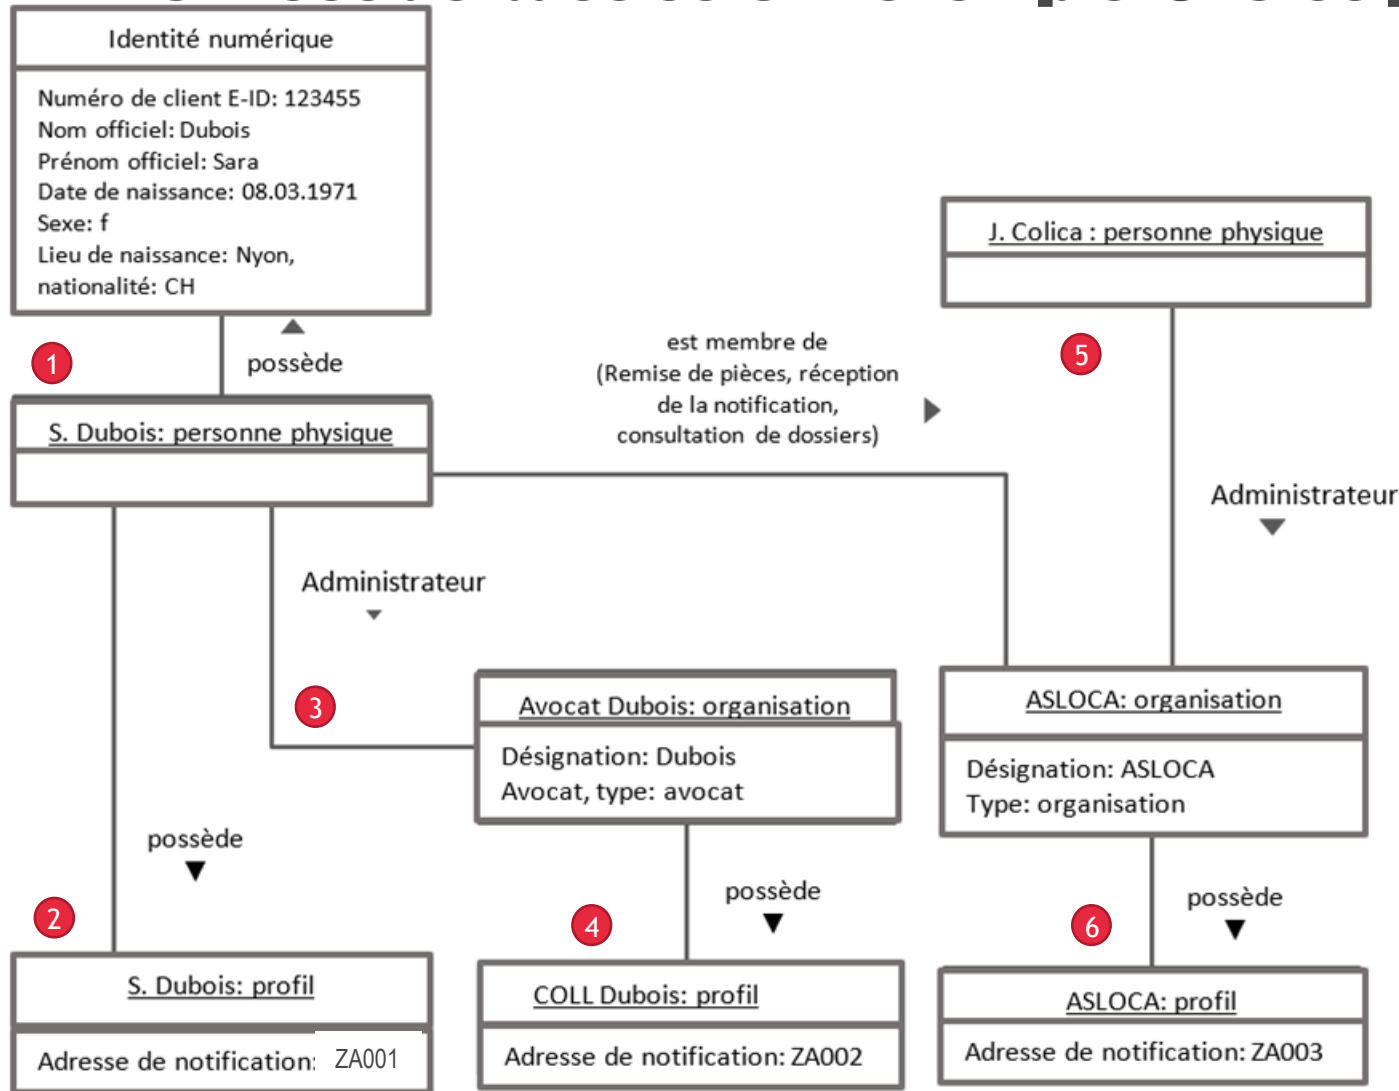 Identité numérique
Numéro de client E-ID: 123455
Nom officiel: Dubois
Prénom officiel: Sara
Date de naissance: 08.03.1971
Sexe: f
Lieu de naissance: Nyon,
nationalité: CH
1
possède
S. Dubois: personne physique
est membre de
(Remise de pièces, réception
de la notification,
consultation de dossiers)
J. Colica : personne physique
5
Administrateur
Administrateur
3
Avocat Dubois: organisation
Désignation: Dubois
Avocat, type: avocat
ASLOCA: organisation
Désignation: ASLOCA
Type: organisation
possède
2
S. Dubois: profil
Adresse de notification: ZA001
possède
4
COLL Dubois: profil
Adresse de notification: ZA002
possède
6
ASLOCA: profil
Adresse de notification: ZA003